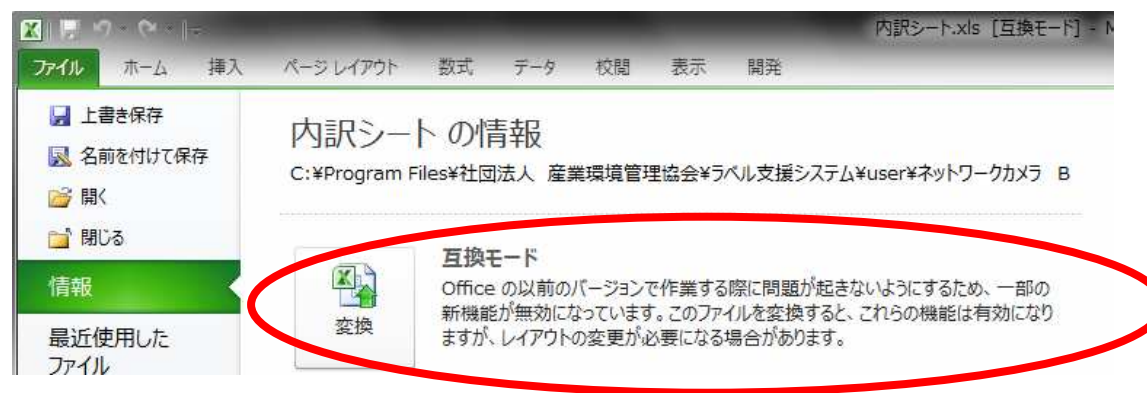 内訳シート.xls [互換モード] - M
ファイル ホーム 挿入 ページ レイアウト 数式 データ 校閲 表示 開発
上書き保存
名前を付けて保存
開く
閉じる
情報
最近使用した
ファイル
内訳シート の情報
C:¥Program Files¥社団法人 産業環境管理協会¥ラベル支援システム¥user¥ネットワークカメラ B
変換
互換モード
Office の以前のバージョンで作業する際に問題が起きないようにするため、一部の
新機能が無効になっています。このファイルを変換すると、これらの機能は有効になり
ますが、レイアウトの変更が必要になる場合があります。